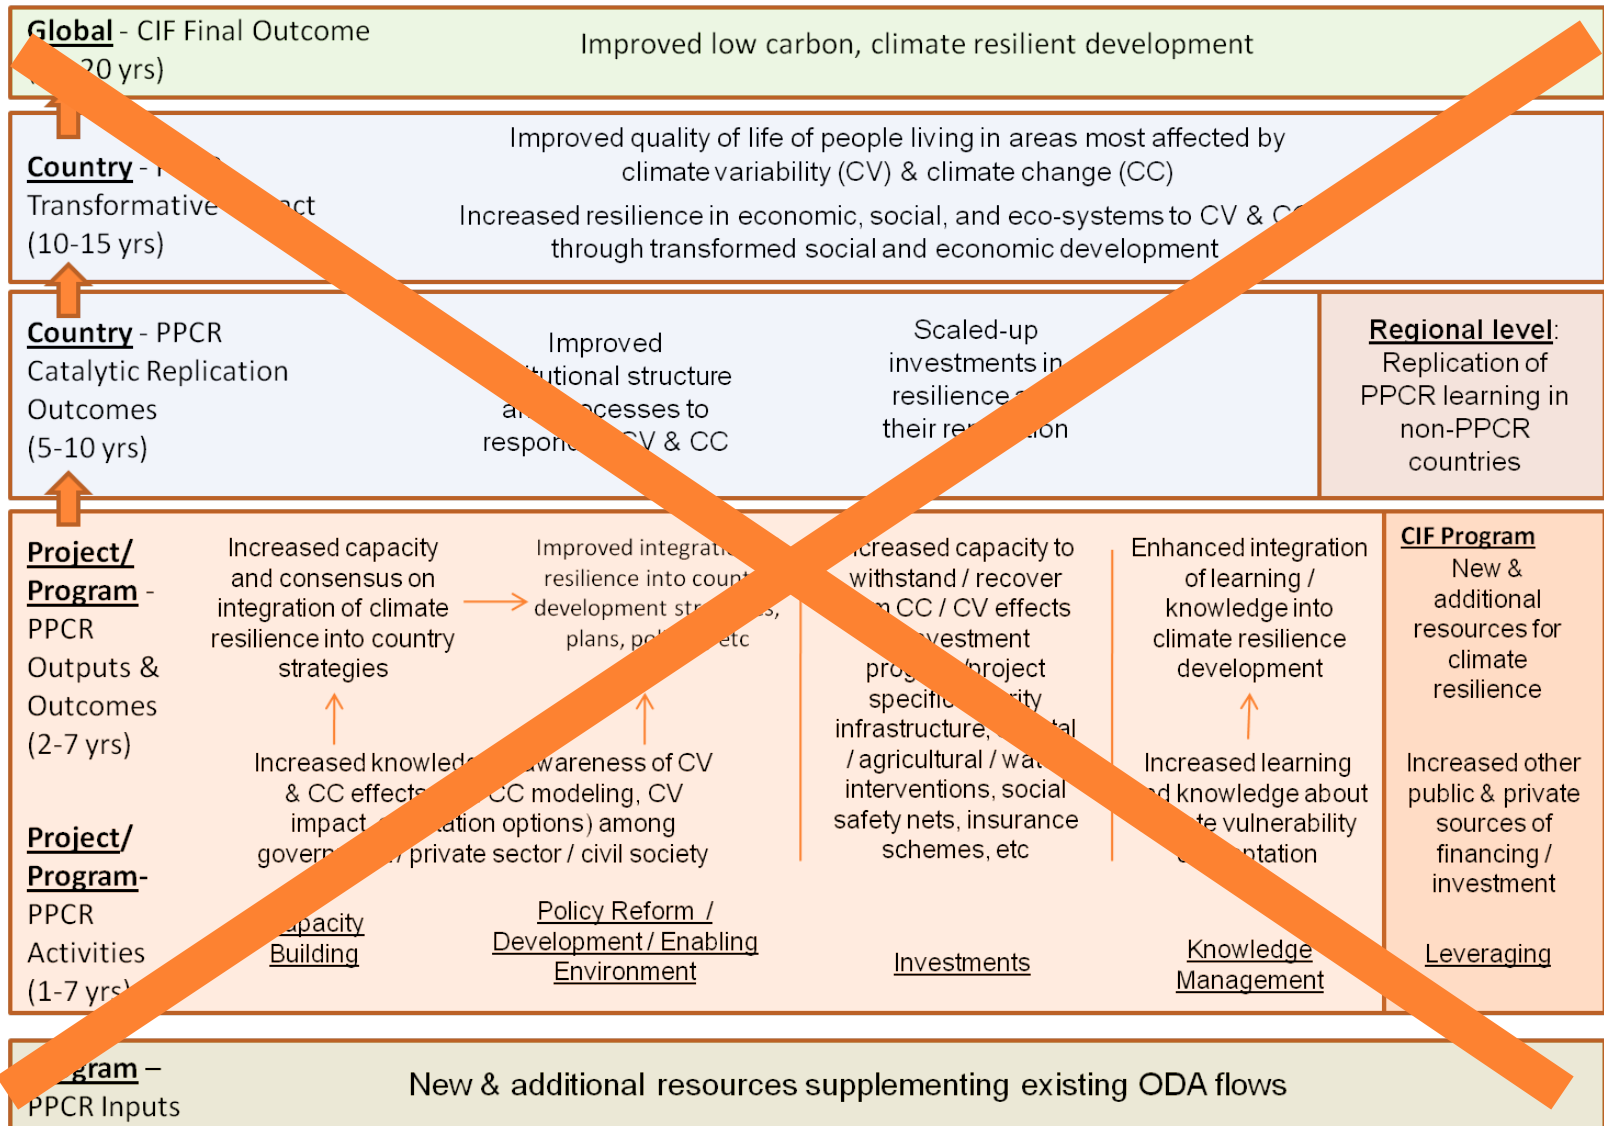 Global - CIF Final Outcome
20 yrs)
Improved low carbon, climate resilient development
Country -
Transformative
(10-15 yrs)
Improved quality of life of people living in areas most affected by
climate variability (CV) & climate change (CC)
Increased resilience in economic, social, and eco-systems to CV &
through transformed social and economic development
Country - PPCR
Catalytic Replication
Outcomes
(5-10 yrs)
Improved
structure
to
CV & CC
Scaled-up
investments in
resilience
their
Regional level:
Replication of
PPCR learning in
non-PPCR
countries
Project/
Program -
PPCR
Outputs &
Outcomes
(2-7 yrs)
Increased capacity
and consensus on
integration of climate
resilience into country
strategies
Improved
resilience into
development
plans, etc
Increased capacity to
withstand / recover
CC / CV effects
infrastructure,
/ agricultural /
interventions, social
safety nets, insurance
schemes, etc
Enhanced integration
of learning /
knowledge into
climate resilience
development
Increased awareness of CV
& CC effects CC modeling, CV
impact, options) among
/ private sector / civil society
Increased learning
knowledge about
vulnerability
CIF Program
New &
additional
resources for
climate
resilience
Increased other
public & private
sources of
financing /
investment
Leveraging
Project/
Program-
PPCR
Activities
(1-7 yrs)
Capacity
Building
Policy Reform /
Development / Enabling
Environment
Investments
Knowledge
Management
Program –
PPCR Inputs
New & additional resources supplementing existing ODA flows